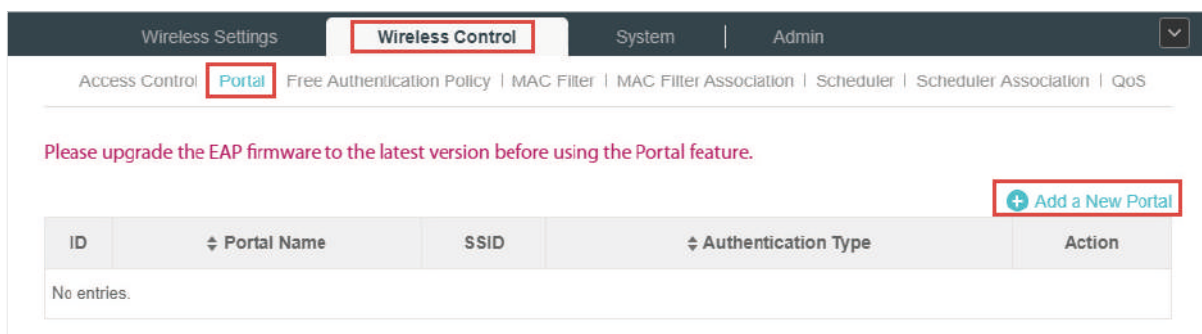 Wireless Settings Wireless Control System | Admin
Access Control Portal Free Authentication Policy | MAC Filter | MAC Filter Association | Scheduler | Scheduler Association | QoS
Please upgrade the EAP firmware to the latest version before using the Portal feature.
Add a New Portal
ID Portal Name SSID Authentication Type Action
No entries.